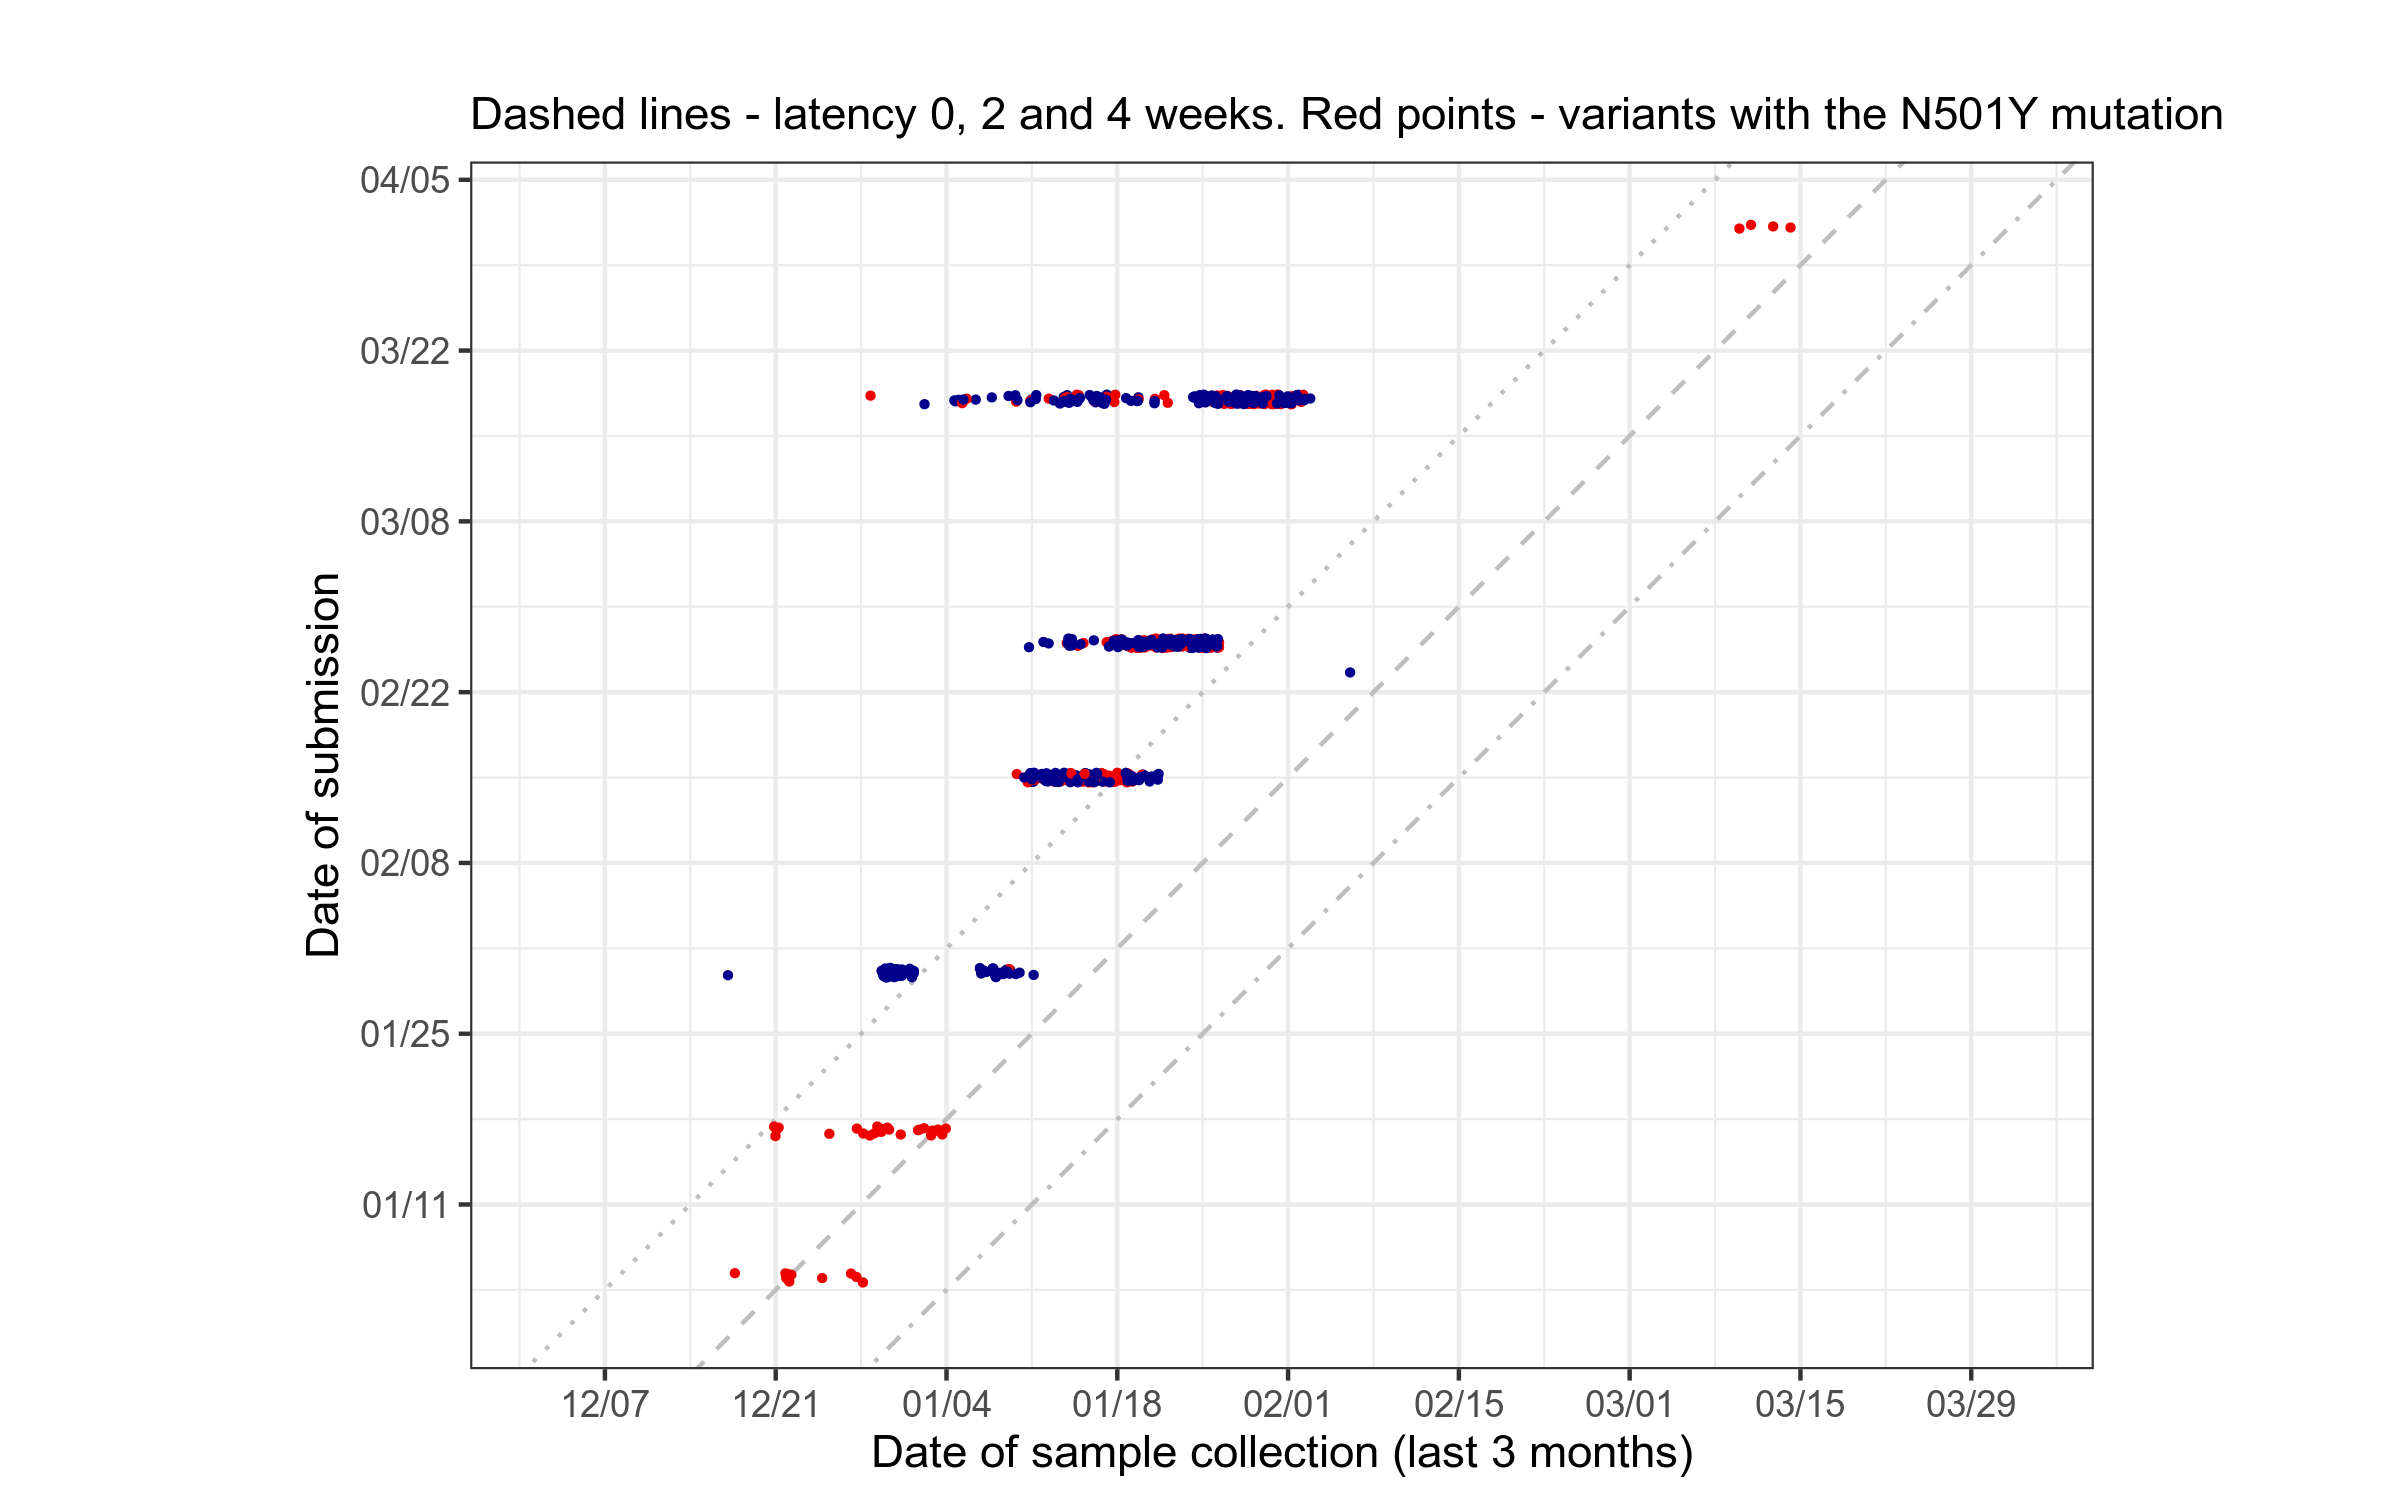 Dashed lines - latency 0, 2 and 4 weeks. Red points - variants with the N501Y mutation
04/05
03/22
03/08
02/22
02/08
01/25
01/11
Date of submission
12/07 12/21 01/04 01/18 02/01 02/15 03/01 03/15 03/29
Date of sample collection (last 3 months)